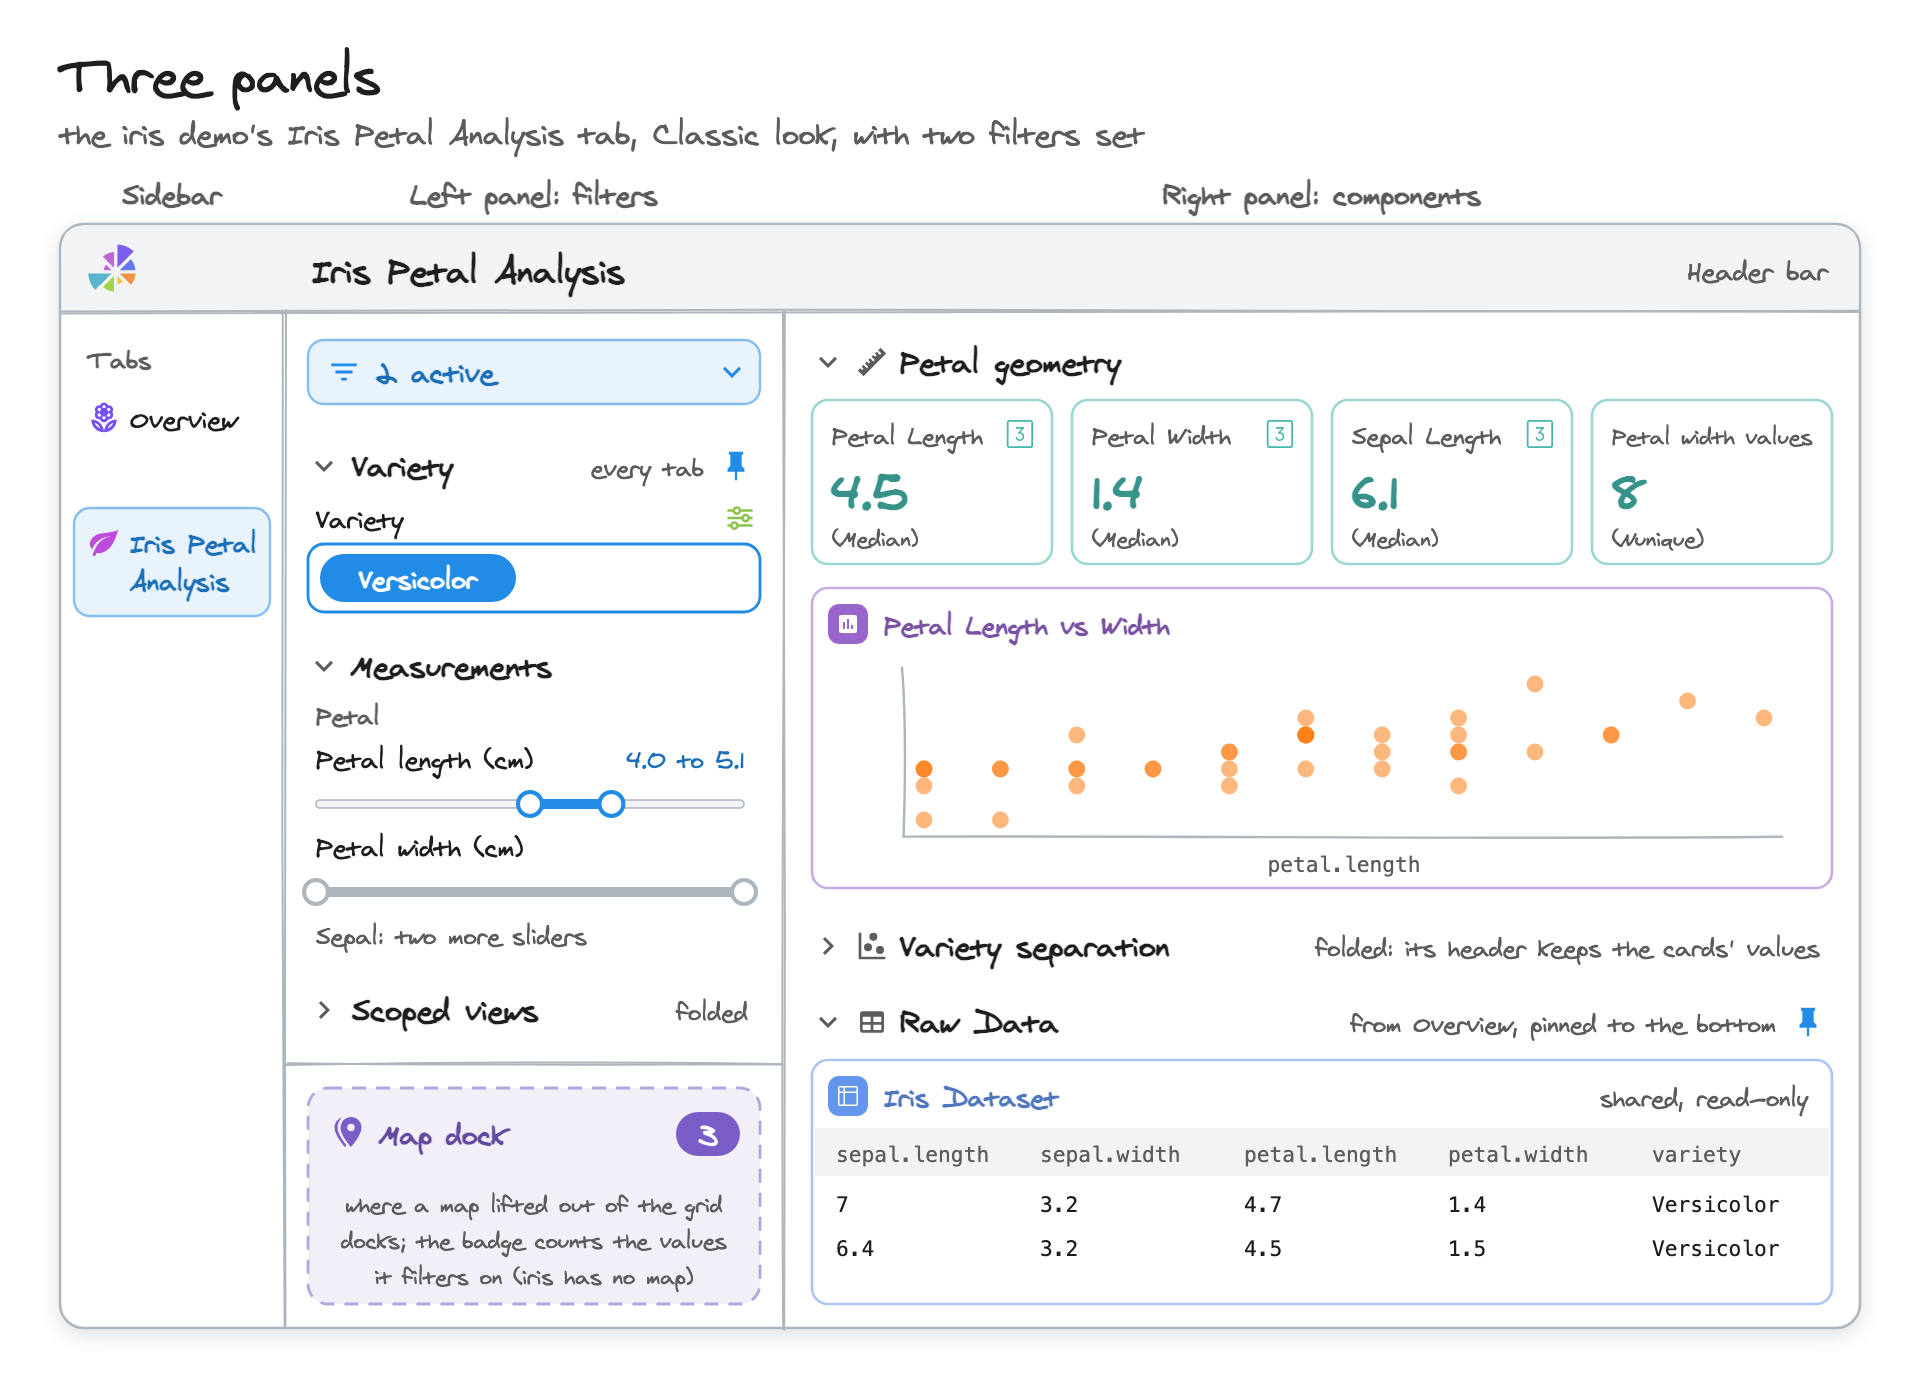 Three panels
the iris demo's Iris Petal Analysis tab, Classic look, with two filters set
Sidebar
Left panel: filters
Right panel: components
Iris Petal Analysis
Header bar
Tabs
Overview
Iris Petal
Analysis
2 active
Variety
every tab
Variety
Versicolor
Measurements
Petal
Petal length (cm)
4.0 to 5.1
Petal width (cm)
Sepal: two more sliders
Scoped views
folded
Map dock
3
where a map lifted out of the grid
docks; the badge counts the values
it filters on (iris has no map)
Petal geometry
Petal Length
3
4.5
(Median)
Petal Width
3
1.4
(Median)
Sepal Length
3
6.1
(Median)
Petal width values
8
(Nunique)
Petal Length vs Width
petal.length
Variety separation
folded: its header keeps the cards' values
Raw Data
from Overview, pinned to the bottom
Iris Dataset
shared, read-only
sepal.length sepal.width petal.length petal.width variety
7 3.2 4.7 1.4 Versicolor
6.4 3.2 4.5 1.5 Versicolor